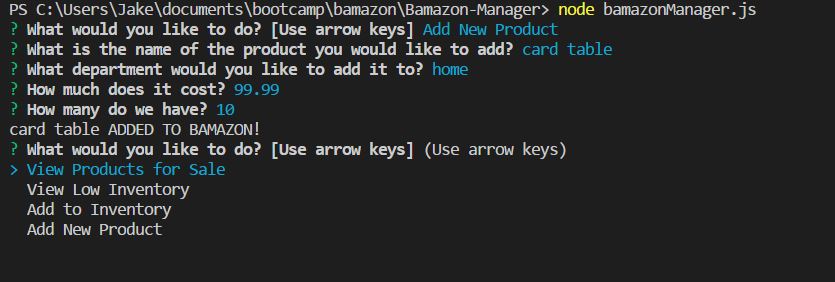 PS C:\Users\Jake\documents\bootcamp\bamazon\Bamazon-Manager> node bamazonManager.js
? What would you like to do? [Use arrow keys] Add New Product
? What is the name of the product you would like to add? card table
? What department would you like to add it to? home
? How much does it cost? 99.99
? How many do we have? 10
card table ADDED TO BAMAZON!
? What would you like to do? [Use arrow keys] (Use arrow keys)
> View Products for Sale
View Low Inventory
Add to Inventory
Add New Product